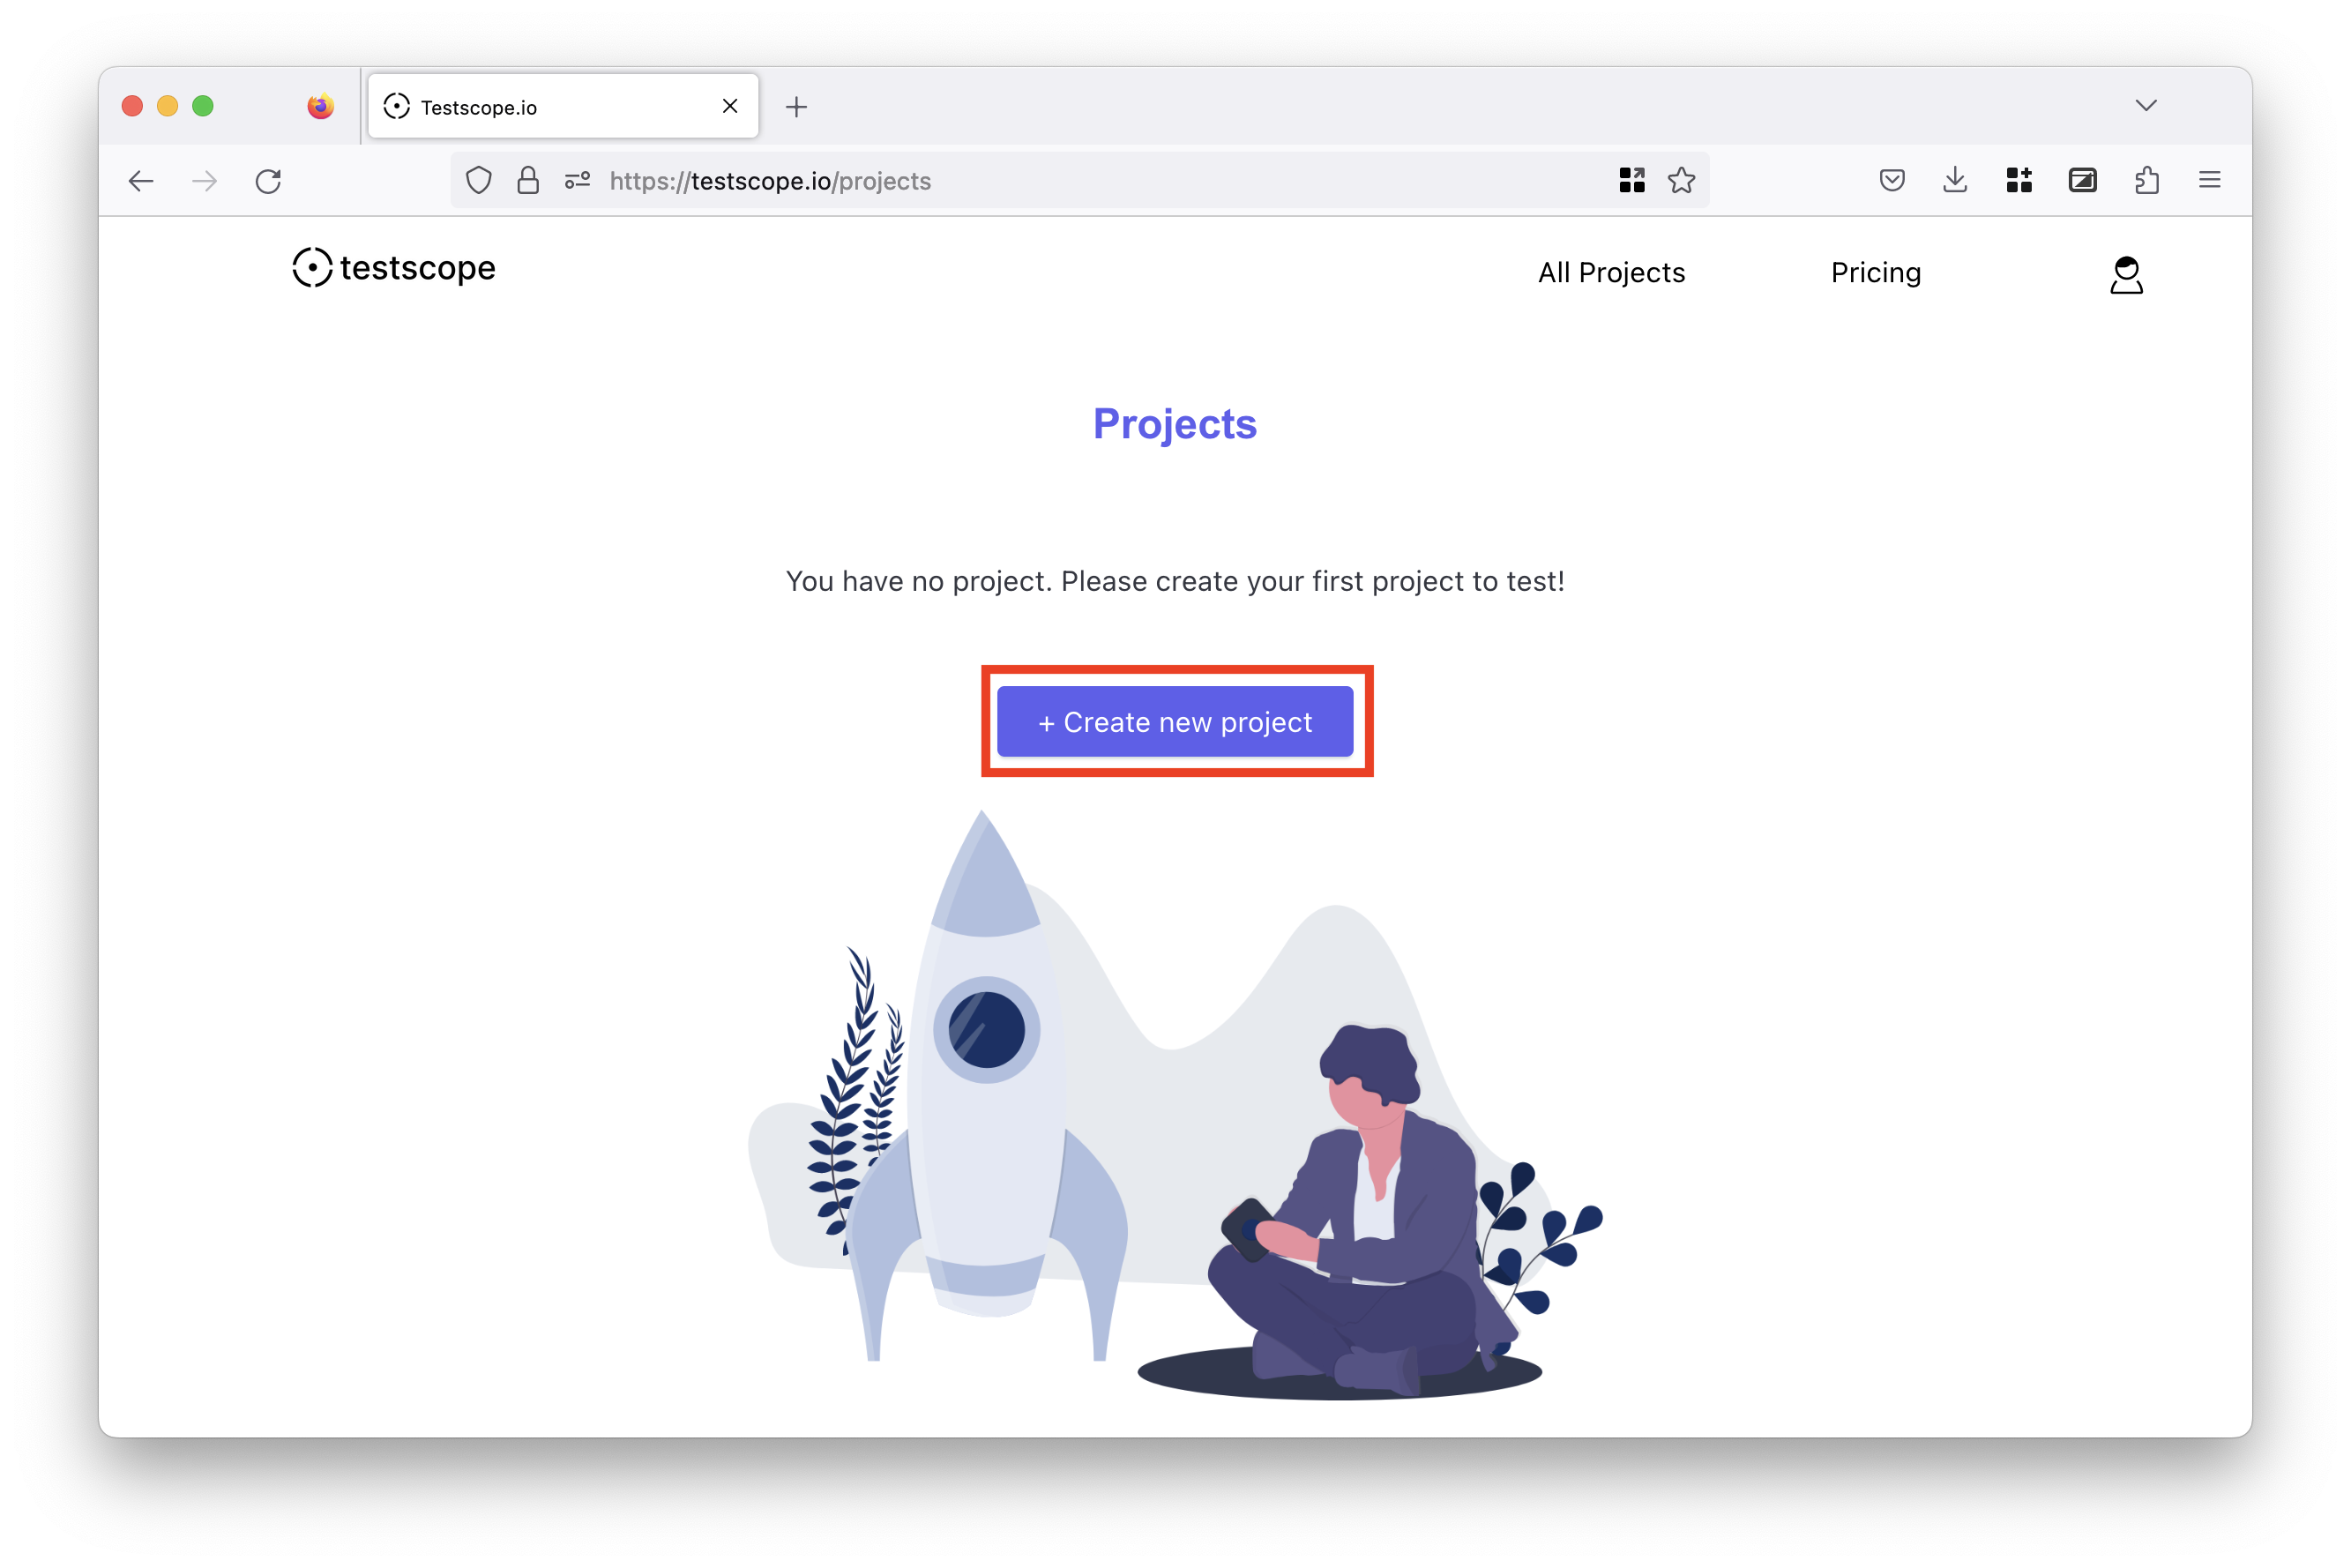 Testscope.io
https://testscope.io/projects
testscope
All Projects
Pricing
Projects
You have no project. Please create your first project to test!
+ Create new project